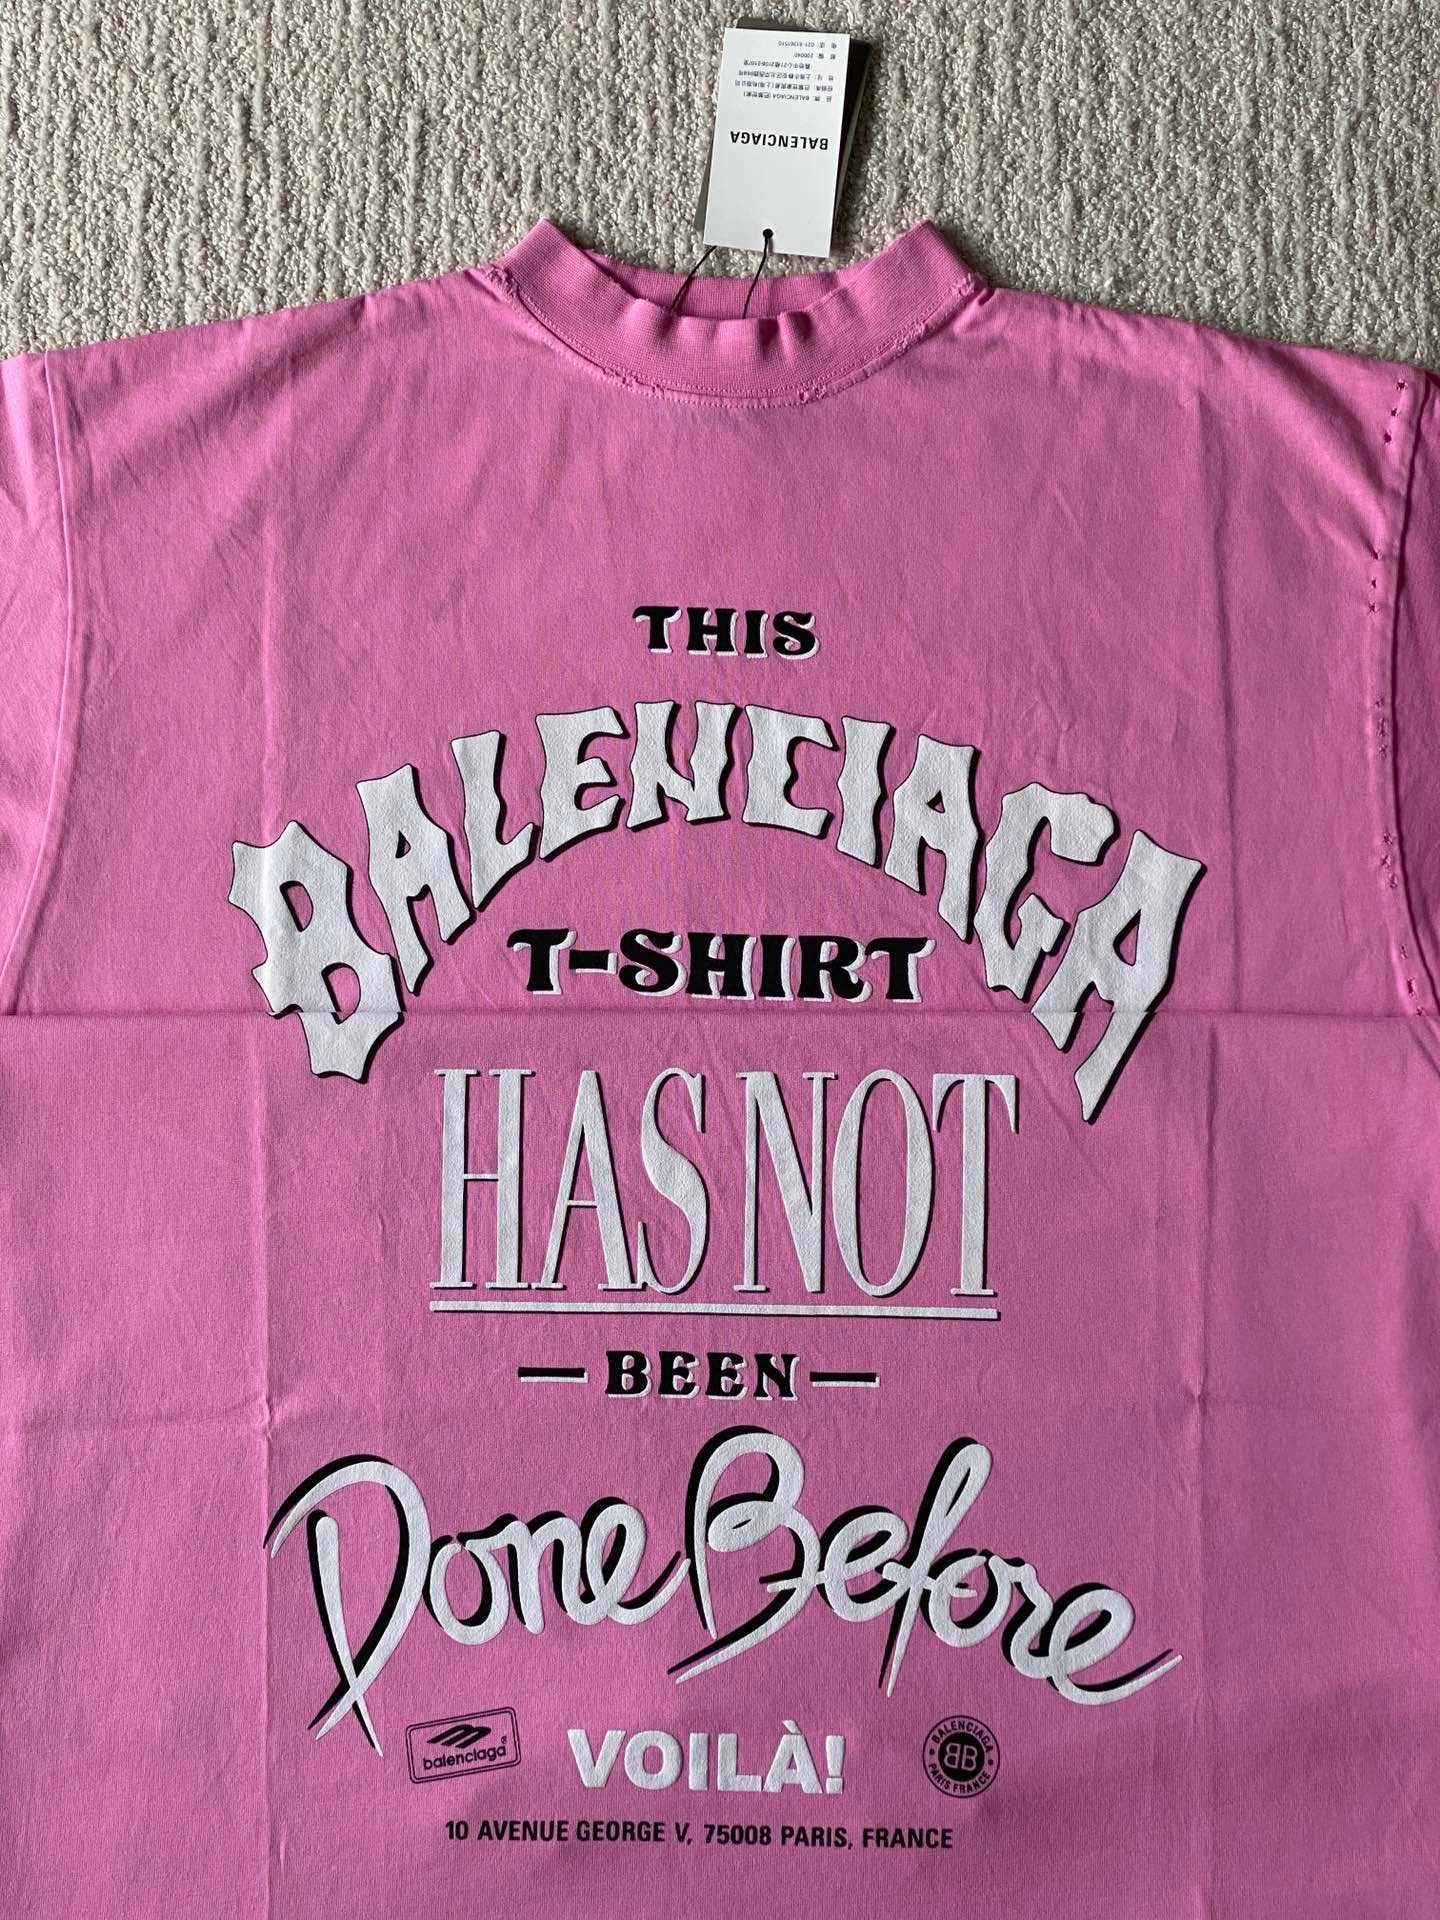 BALENCIAGA
THIS
BALENCIAGA
T-SHIRT
HAS NOT
BEEN
Done Before
balenciaga®
VOILÀ!
BALENCIAGA
BB
PARIS FRANCE
10 AVENUE GEORGE V, 75008 PARIS, FRANCE